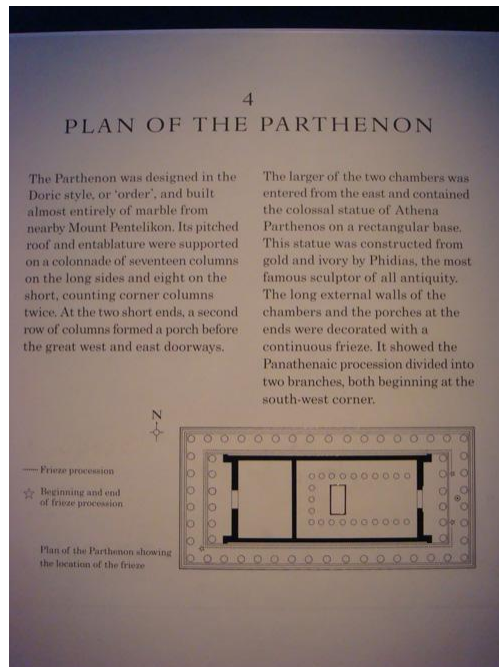 4
PLAN OF THE PARTHENON
The Parthenon was designed in the
Doric style, or ‘order’, and built
almost entirely of marble from
nearby Mount Pentelikon. Its pitched
roof and entablature were supported
on a colonnade of seventeen columns
on the long sides and eight on the
short, counting corner columns
twice. At the two short ends, a second
row of columns formed a porch before
the great west and east doorways.
The larger of the two chambers was
entered from the east and contained
the colossal statue of Athena
Parthenos on a rectangular base.
This statue was constructed from
gold and ivory by Phidias, the most
famous sculptor of all antiquity.
The long external walls of the
chambers and the porches at the
ends were decorated with a
continuous frieze. It showed the
Panathenaic procession divided into
two branches, both beginning at the
south-west corner.
N
Frieze procession
Beginning and end
of frieze procession
Plan of the Parthenon showing
the location of the frieze